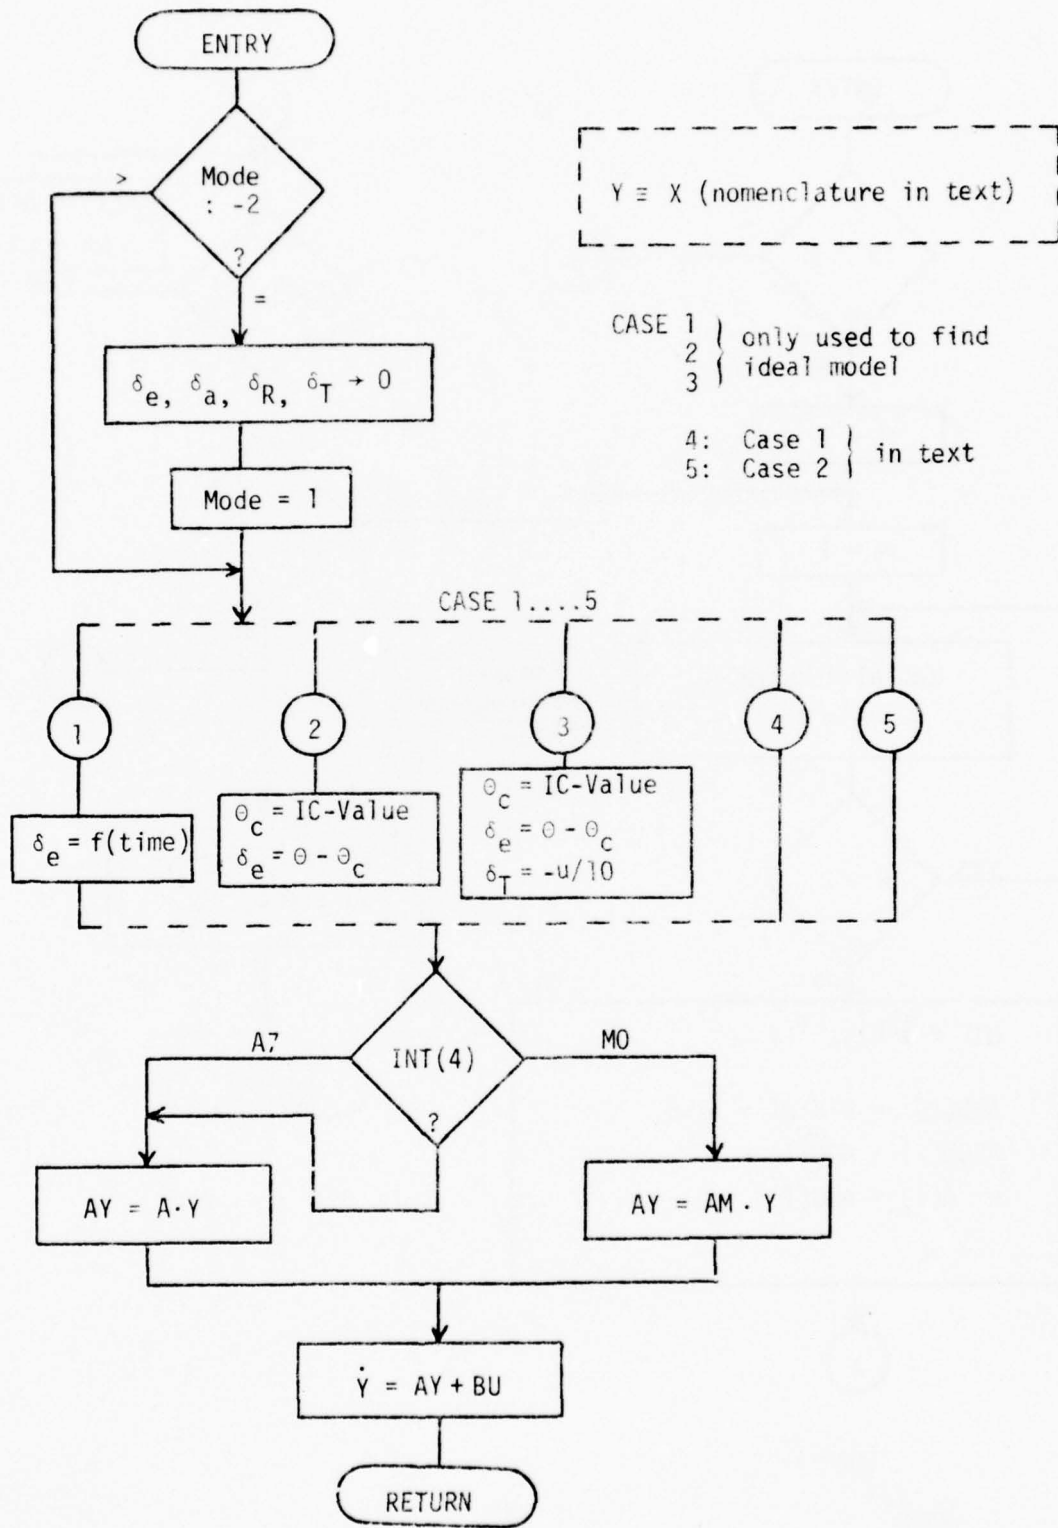 ENTRY
Mode
: -2
?
>
=
Y ≡ X (nomenclature in text)
CASE 1 } only used to find
2
3 } ideal model
4: Case 1 } in text
5: Case 2
δe, δa, δR, δT → 0
Mode = 1
CASE 1....5
1
2
3
4
5
δe = f(time)
Θc = IC-Value
δe = Θ - Θc
Θc = IC-Value
δe = Θ - Θc
δT = -u/10
A7
INT(4)
?
MO
AY = A·Y
AY = AM · Y
Ẏ = AY + BU
RETURN